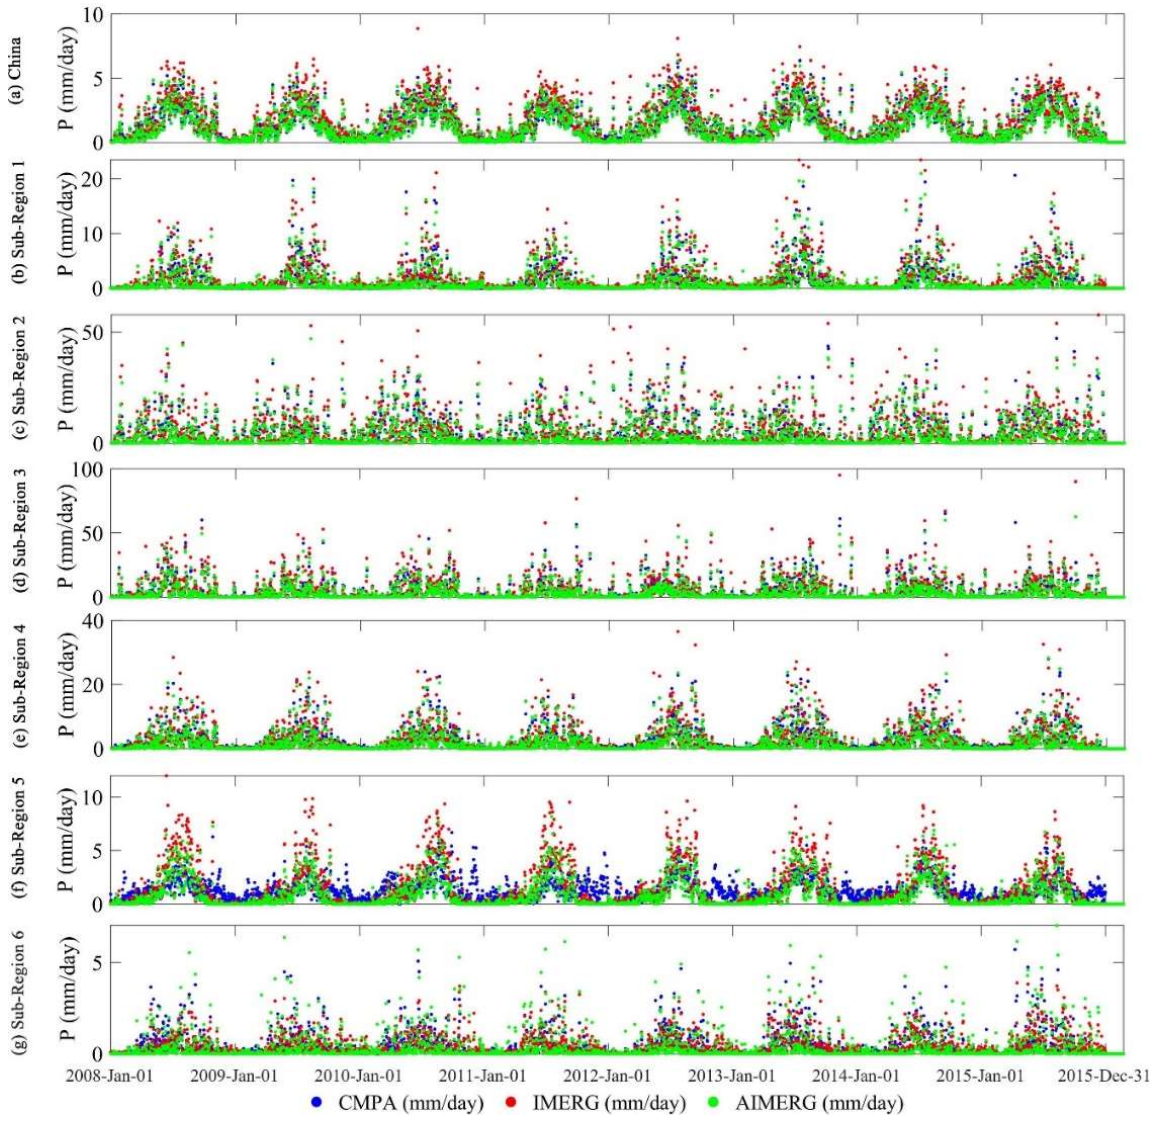 (a) China
P (mm/day)
10
5
0
(b) Sub-Region 1
P (mm/day)
20
10
0
(c) Sub-Region 2
P (mm/day)
50
0
(d) Sub-Region 3
P (mm/day)
100
50
0
(e) Sub-Region 4
P (mm/day)
40
20
0
(f) Sub-Region 5
P (mm/day)
10
5
0
(g) Sub-Region 6
P (mm/day)
5
0
2008-Jan-01 2009-Jan-01 2010-Jan-01 2011-Jan-01 2012-Jan-01 2013-Jan-01 2014-Jan-01 2015-Jan-01 2015-Dec-31
CMPA (mm/day) IMERG (mm/day) AIMERG (mm/day)